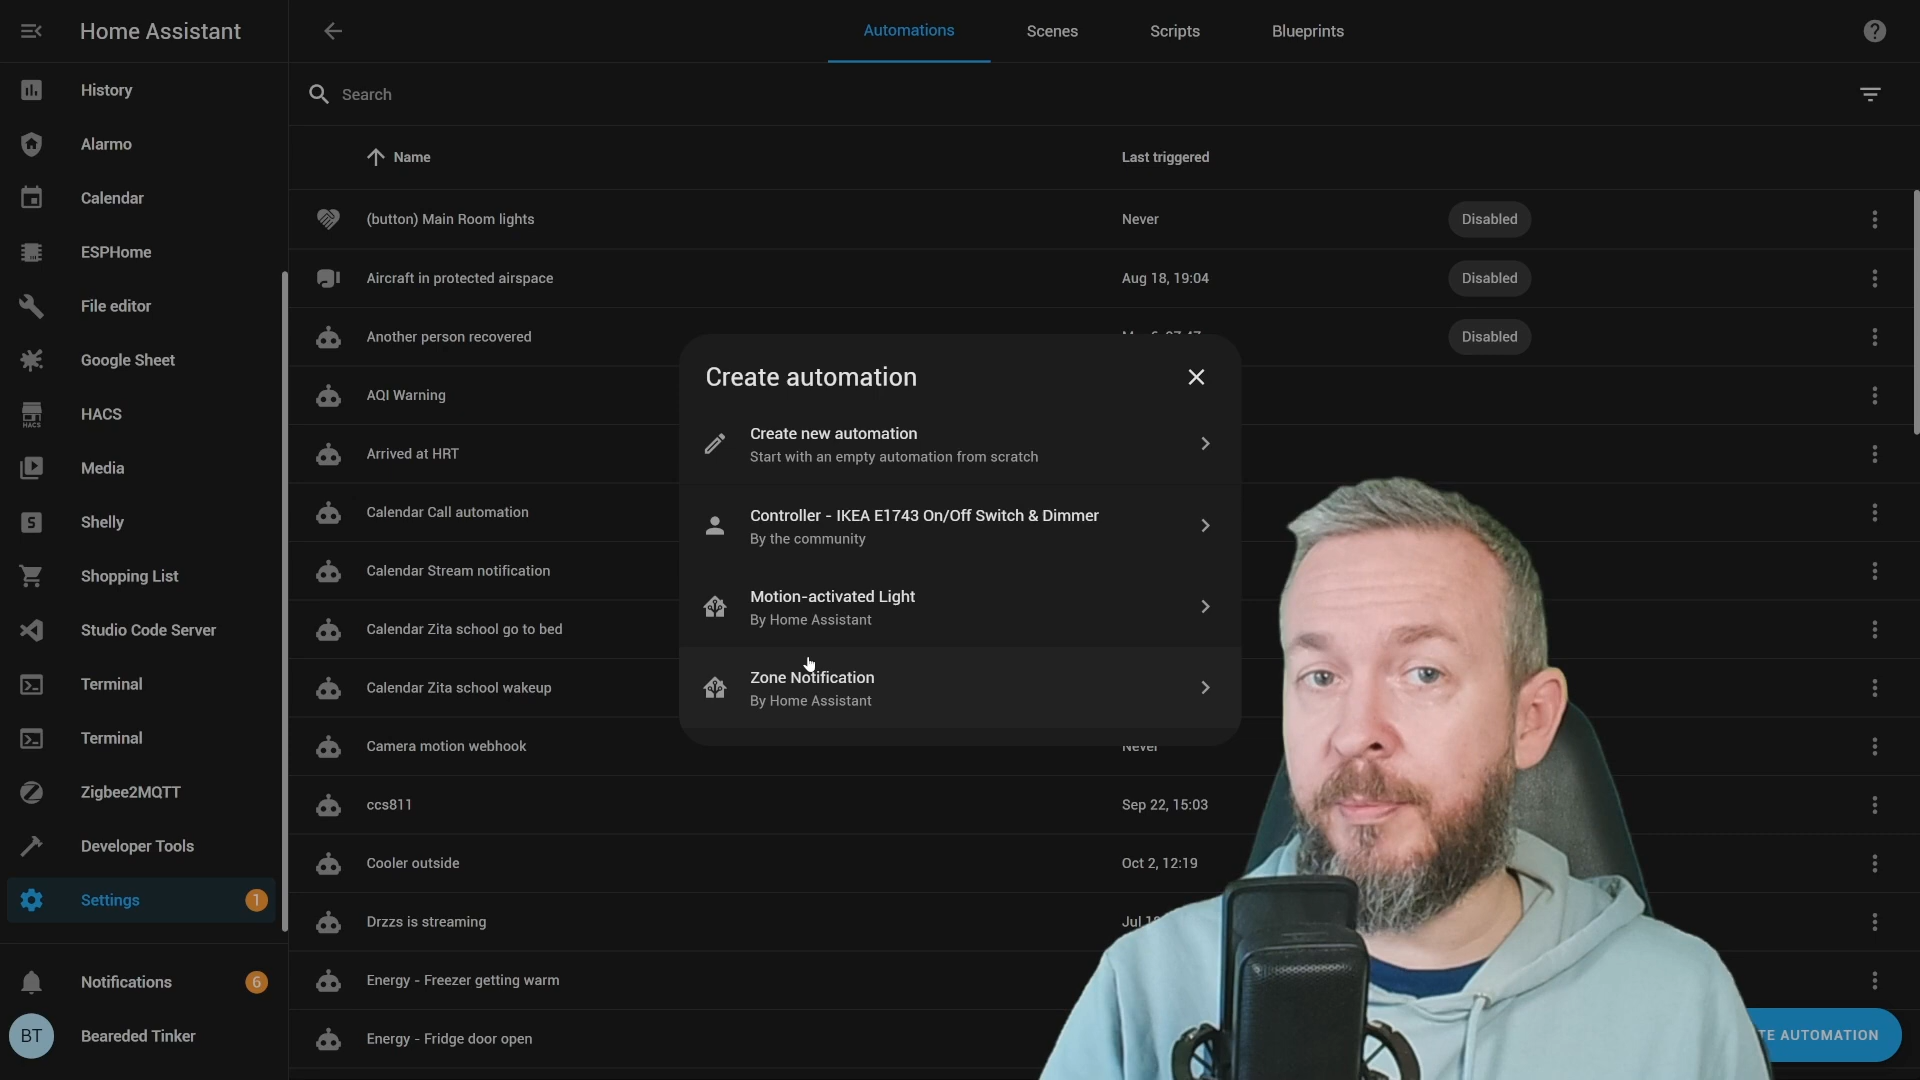 Home Assistant
Automations
Scenes
Scripts
Blueprints
History
Alarmo
Calendar
ESPHome
File editor
Google Sheet
HACS
HACS
Media
Shelly
Shopping List
Studio Code Server
Terminal
Terminal
Zigbee2MQTT
Developer Tools
Settings 1
Notifications 6
BT Bearded Tinker
Search
Name Last triggered
(button) Main Room lights Never Disabled
Aircraft in protected airspace Aug 18, 19:04 Disabled
Another person recovered Disabled
AQI Warning
Arrived at HRT
Calendar Call automation
Calendar Stream notification
Calendar Zita school go to bed
Calendar Zita school wakeup
Camera motion webhook Never
ccs811 Sep 22, 15:03
Cooler outside Oct 2, 12:19
Drzzs is streaming Jul
Energy - Freezer getting warm
Energy - Fridge door open
Create automation
Create new automation
Start with an empty automation from scratch
Controller - IKEA E1743 On/Off Switch & Dimmer
By the community
Motion-activated Light
By Home Assistant
Zone Notification
By Home Assistant
TE AUTOMATION